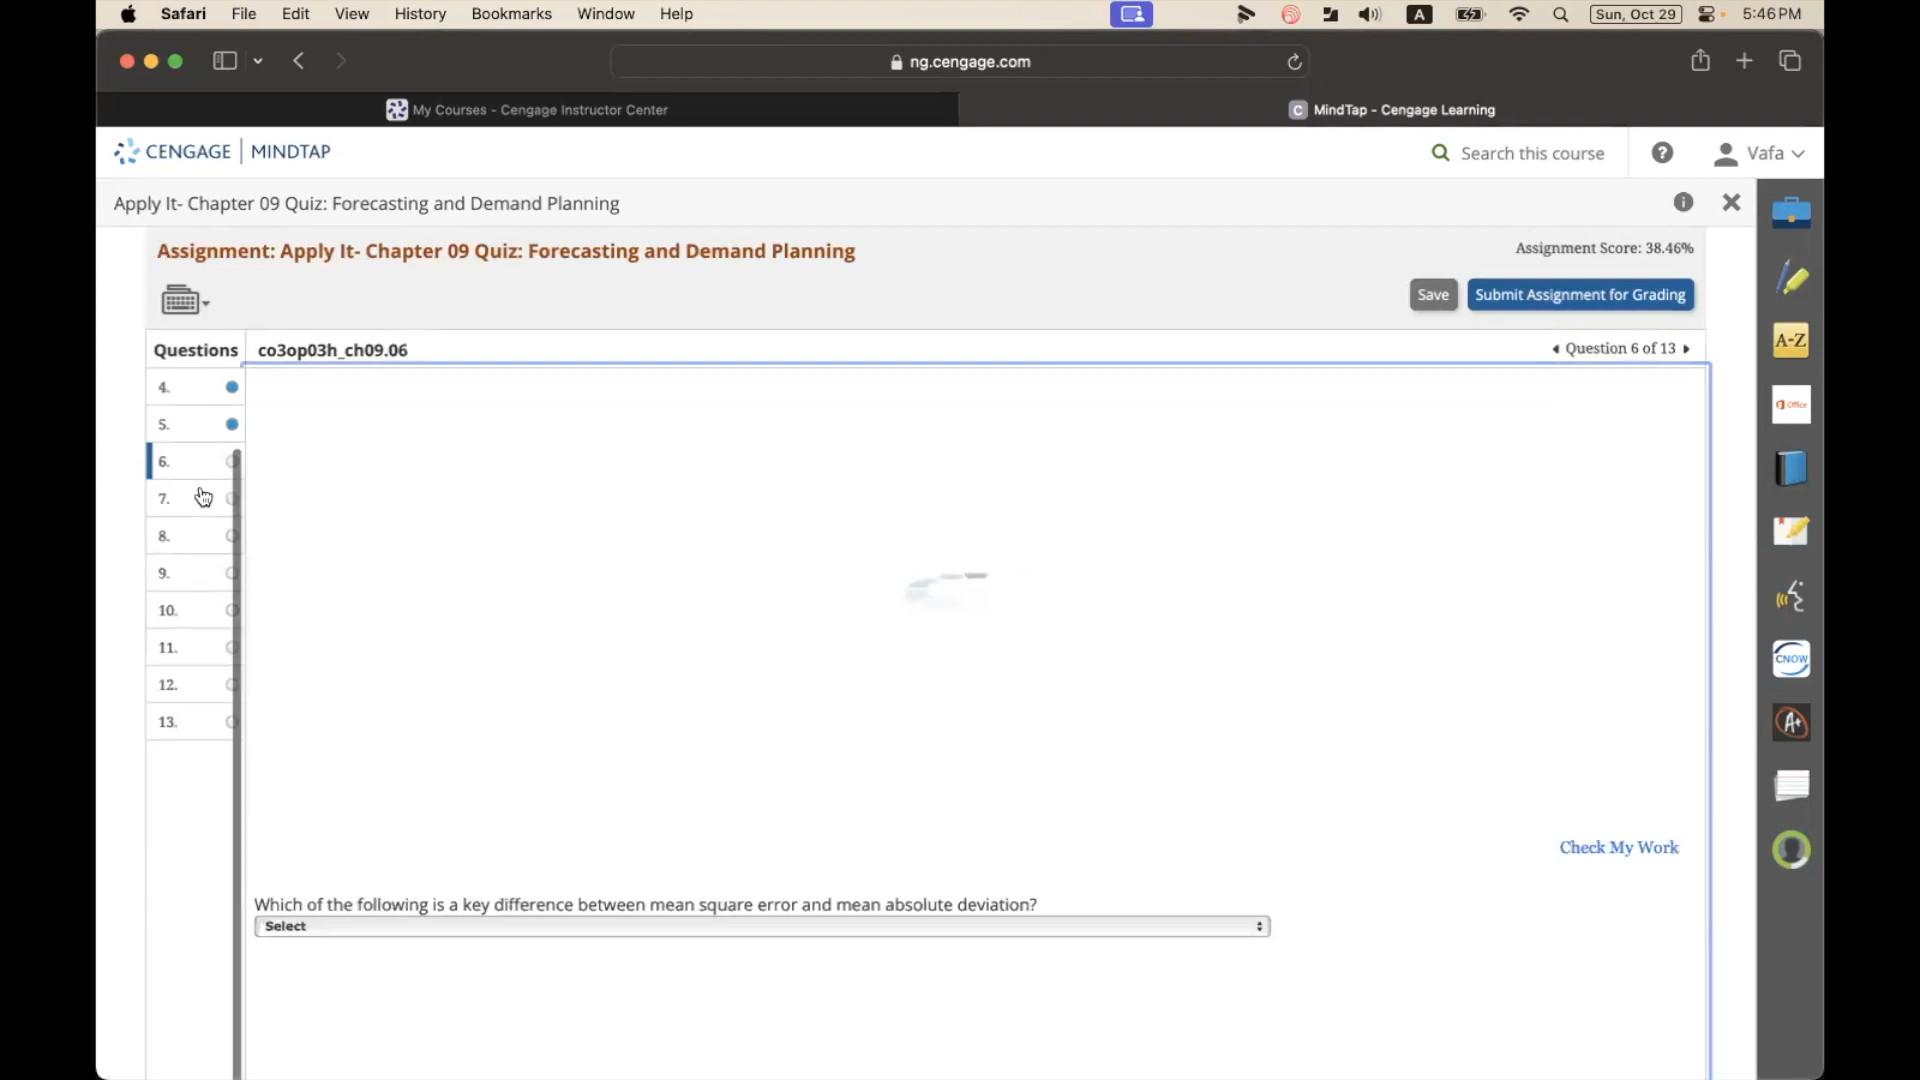 Safari File Edit View History Bookmarks Window Help
A
Sun, Oct 29 5:46 PM
ng.cengage.com
My Courses - Cengage Instructor Center
C MindTap - Cengage Learning
CENGAGE | MINDTAP
Search this course
Vafa
Apply It- Chapter 09 Quiz: Forecasting and Demand Planning
Assignment: Apply It- Chapter 09 Quiz: Forecasting and Demand Planning
Assignment Score: 38.46%
Save
Submit Assignment for Grading
Questions
co3op03h_ch09.06
Question 6 of 13
4.
5.
6.
7.
8.
9.
10.
11.
12.
13.
Check My Work
Which of the following is a key difference between mean square error and mean absolute deviation?
Select
A-Z
Office
CNOW
A+